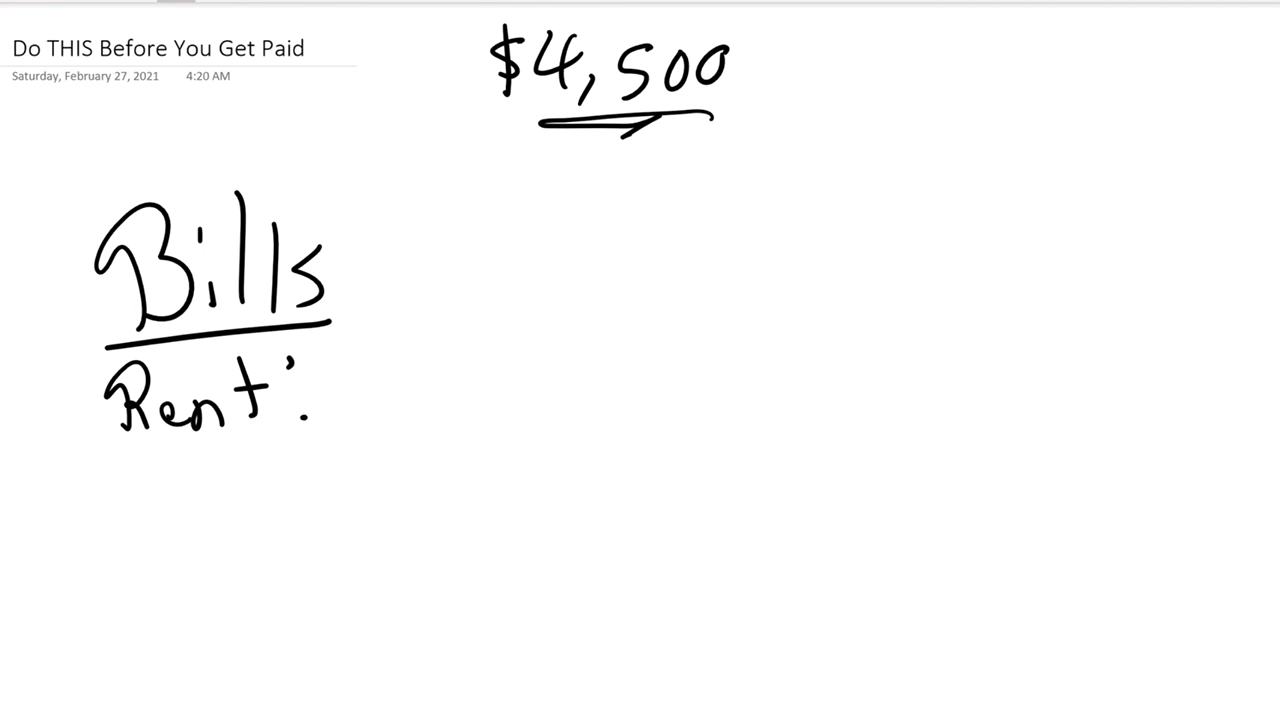 Do THIS Before You Get Paid
Saturday, February 27, 2021 4:20 AM
$4,500
Bills
Rent: